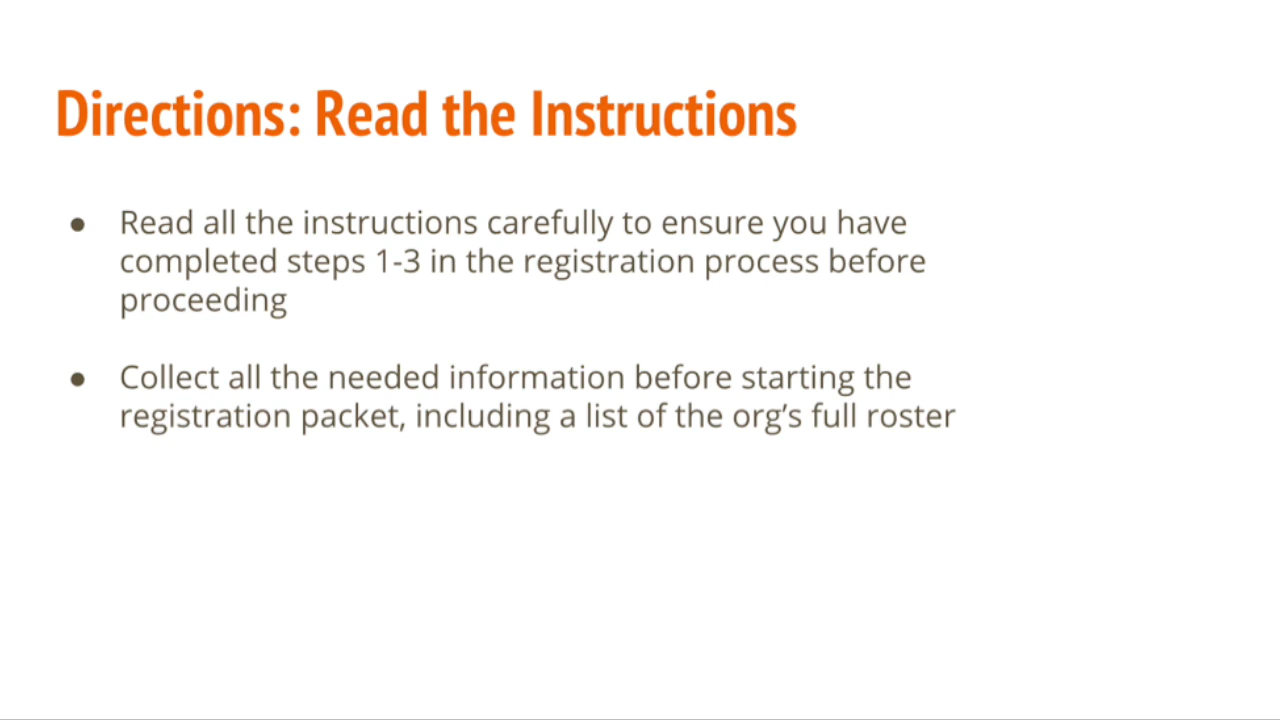 Directions: Read the Instructions
● Read all the instructions carefully to ensure you have
completed steps 1-3 in the registration process before
proceeding
● Collect all the needed information before starting the
registration packet, including a list of the org’s full roster